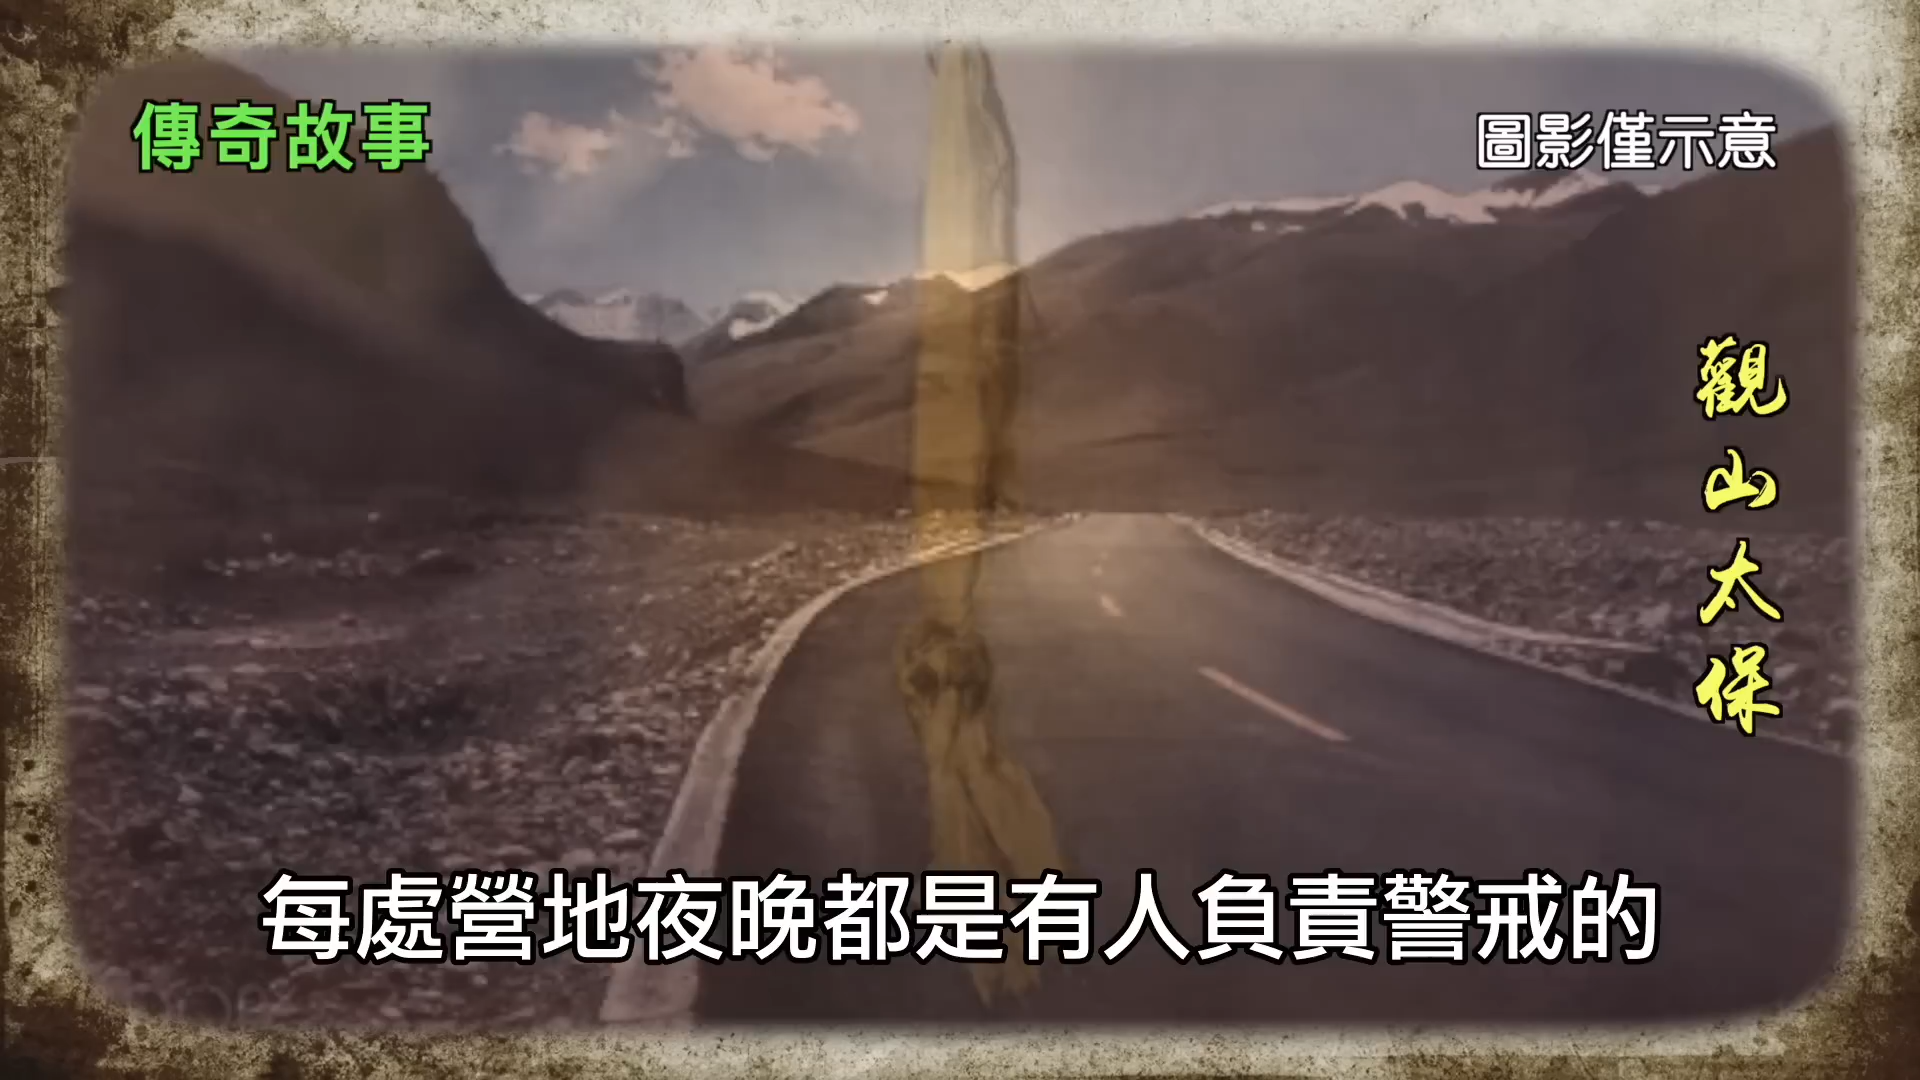 傳奇故事
圖影僅示意
觀山太保
每處營地夜晚都是有人負責警戒的